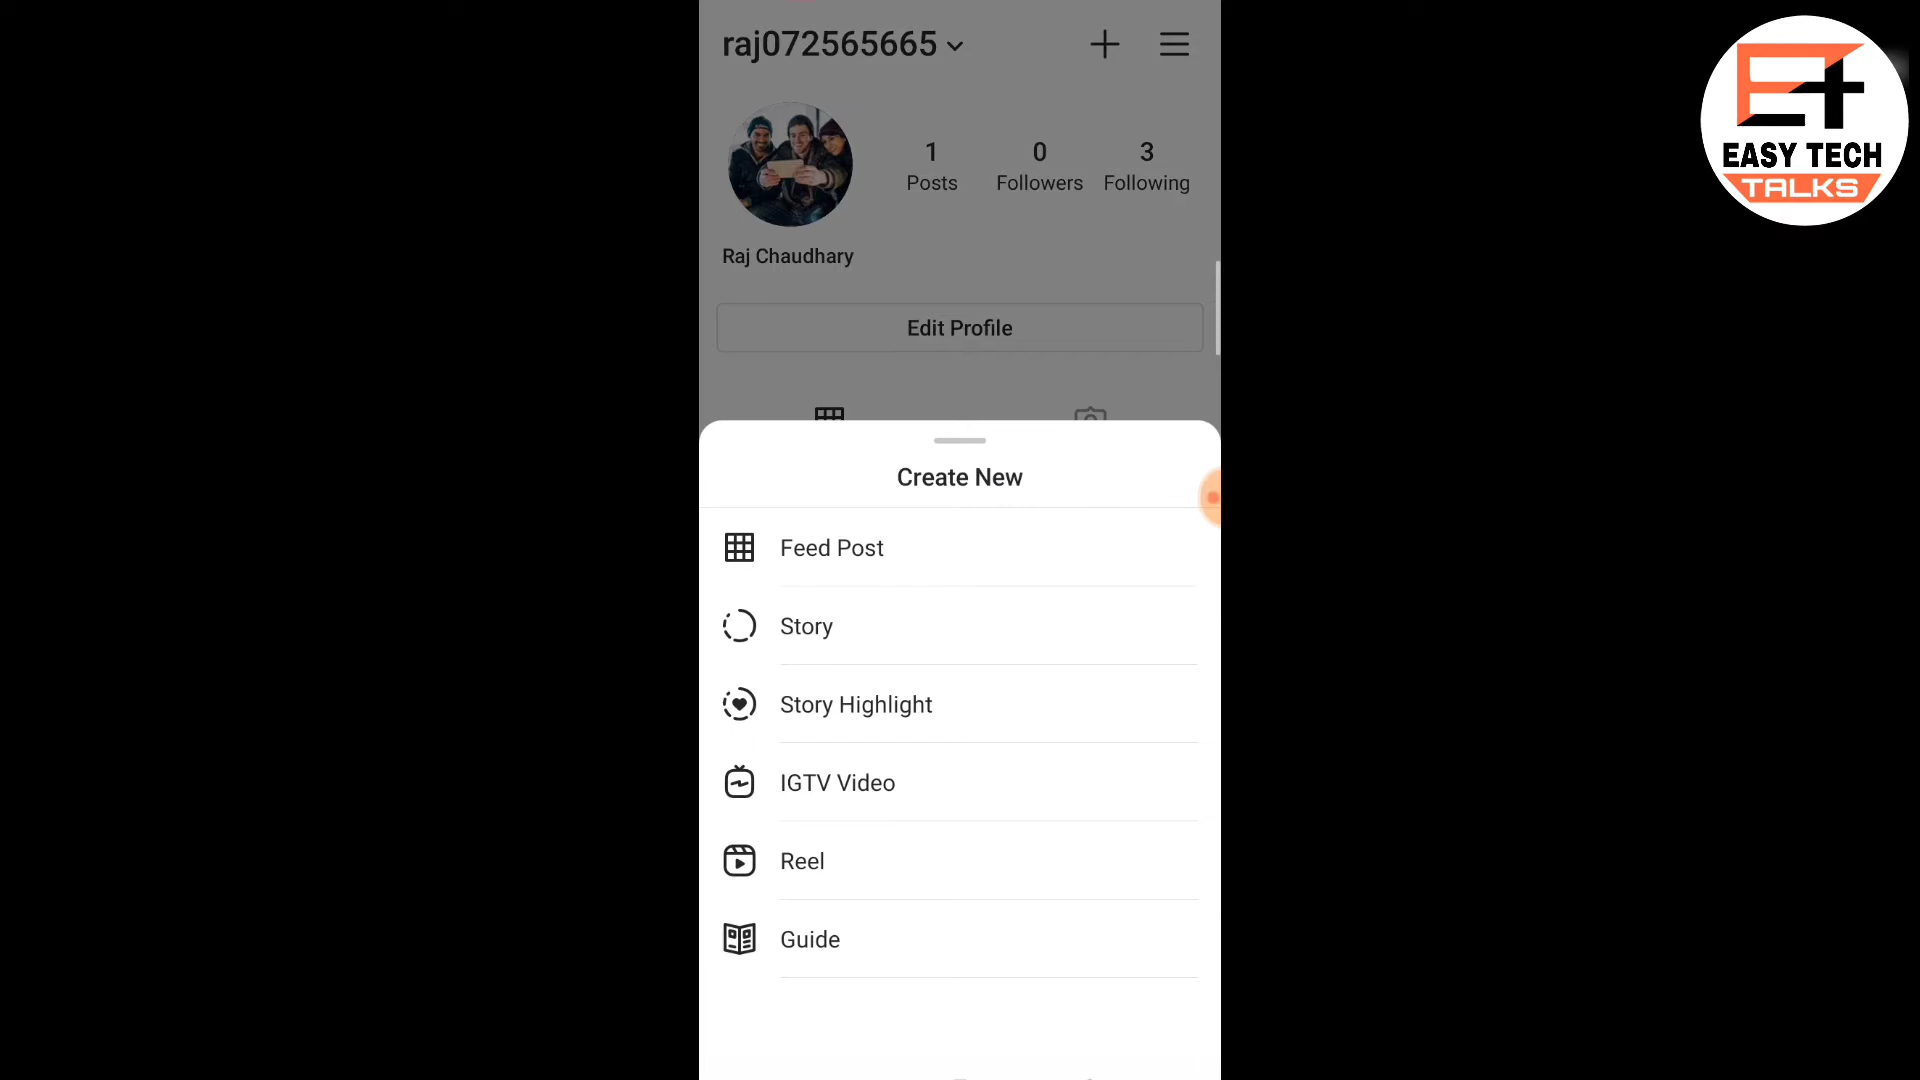 raj072565665
1 0 3
Posts Followers Following
Raj Chaudhary
Edit Profile
Create New
Feed Post
Story
Story Highlight
IGTV Video
Reel
Guide
EASY TECH
TALKS